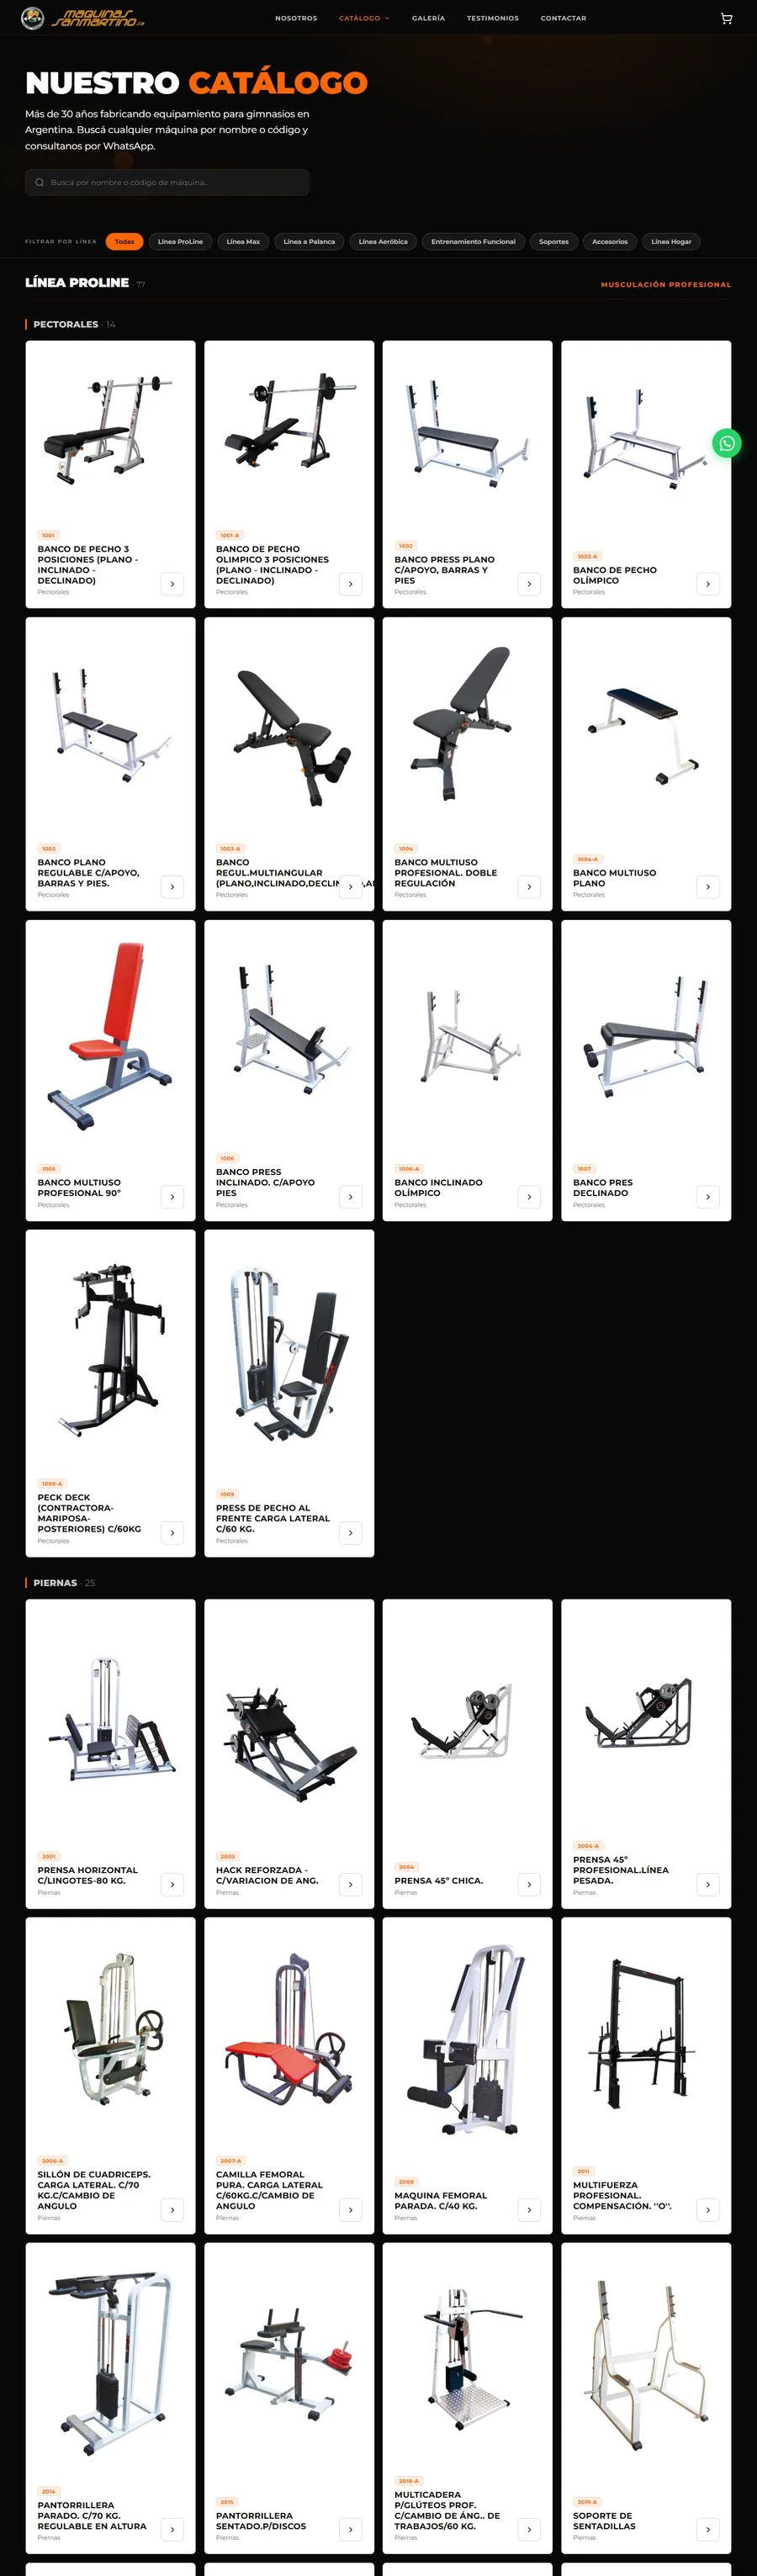 MAQUINAS
SANMARTINO.SA
NOSOTROS
CATÁLOGO
GALERÍA
TESTIMONIOS
CONTACTAR
NUESTRO CATÁLOGO
Más de 30 años fabricando equipamiento para gimnasios en
Argentina. Buscá cualquier máquina por nombre o código y
consultanos por WhatsApp.
Buscá por nombre o código de máquina...
FILTRAR POR LÍNEA
Todas
Línea ProLine
Línea Max
Línea a Palanca
Línea Aeróbica
Entrenamiento Funcional
Soportes
Accesorios
Línea Hogar
LÍNEA PROLINE · 77
MUSCULACIÓN PROFESIONAL
PECTORALES · 14
1001
BANCO DE PECHO 3
POSICIONES (PLANO -
INCLINADO -
DECLINADO)
Pectorales
1001-A
BANCO DE PECHO
OLIMPICO 3 POSICIONES
(PLANO - INCLINADO -
DECLINADO)
Pectorales
1002
BANCO PRESS PLANO
C/APOYO, BARRAS Y
PIES
Pectorales
1002-A
BANCO DE PECHO
OLÍMPICO
Pectorales
1003
BANCO PLANO
REGULABLE C/APOYO,
BARRAS Y PIES.
Pectorales
1003-A
BANCO
REGUL.MULTIANGULAR
Pectorales
1004
BANCO MULTIUSO
PROFESIONAL. DOBLE
REGULACIÓN
Pectorales
1004-A
BANCO MULTIUSO
PLANO
Pectorales
1005
BANCO MULTIUSO
PROFESIONAL 90°
Pectorales
1006
BANCO PRESS
INCLINADO. C/APOYO
PIES
Pectorales
1006-A
BANCO INCLINADO
OLÍMPICO
Pectorales
1007
BANCO PRES
DECLINADO
Pectorales
PECK DECK
(CONTRACTORA-
MARIPOSA-
POSTERIORES) C/60KG
Pectorales
1009
PRESS DE PECHO AL
FRENTE CARGA LATERAL
C/60 KG.
Pectorales
PIERNAS · 25
2001
PRENSA HORIZONTAL
C/LINGOTES-80 KG.
Piernas
2003
HACK REFORZADA -
C/VARIACION DE ANG.
Piernas
2004
PRENSA 45° CHICA.
Piernas
2004-A
PRENSA 45°
PROFESIONAL.LÍNEA
PESADA.
Piernas
2006-A
SILLÓN DE CUADRICEPS.
CARGA LATERAL. C/70
KG.C/CAMBIO DE
ANGULO
Piernas
2007-A
CAMILLA FEMORAL
PURA. CARGA LATERAL
C/60KG.C/CAMBIO DE
ANGULO
Piernas
MAQUINA FEMORAL
PARADA. C/40 KG.
Piernas
2011
MULTIFUERZA
PROFESIONAL.
COMPENSACIÓN. ''O''.
Piernas
2014
PANTORRILLERA
PARADO. C/70 KG.
REGULABLE EN ALTURA
Piernas
2015
PANTORRILLERA
SENTADO.P/DISCOS
Piernas
2018-A
MULTICADERA
P/GLÚTEOS PROF.
C/CAMBIO DE ÁNG.. DE
TRABAJOS/60 KG.
Piernas
2019-A
SOPORTE DE
SENTADILLAS
Piernas